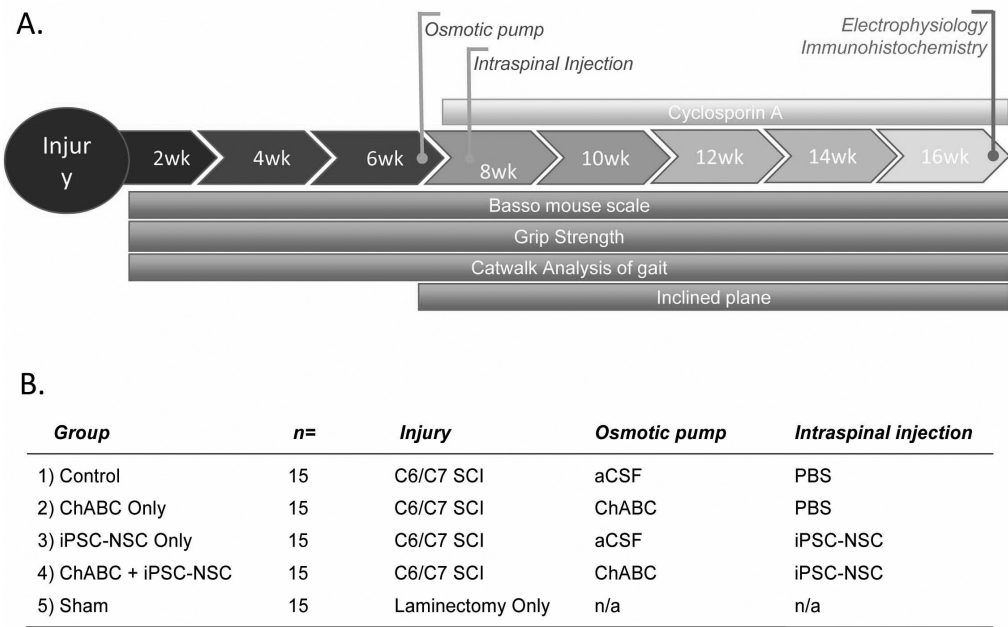 A.
Osmotic pump
Intraspinal Injection
Electrophysiology
Immunohistochemistry
Cyclosporin A
Injur
y
2wk 4wk 6wk 8wk 10wk 12wk 14wk 16wk
Basso mouse scale
Grip Strength
Catwalk Analysis of gait
Inclined plane
B.
Group n= Injury Osmotic pump Intraspinal injection
1) Control 15 C6/C7 SCI aCSF PBS
2) ChABC Only 15 C6/C7 SCI ChABC PBS
3) iPSC-NSC Only 15 C6/C7 SCI aCSF iPSC-NSC
4) ChABC + iPSC-NSC 15 C6/C7 SCI ChABC iPSC-NSC
5) Sham 15 Laminectomy Only n/a n/a